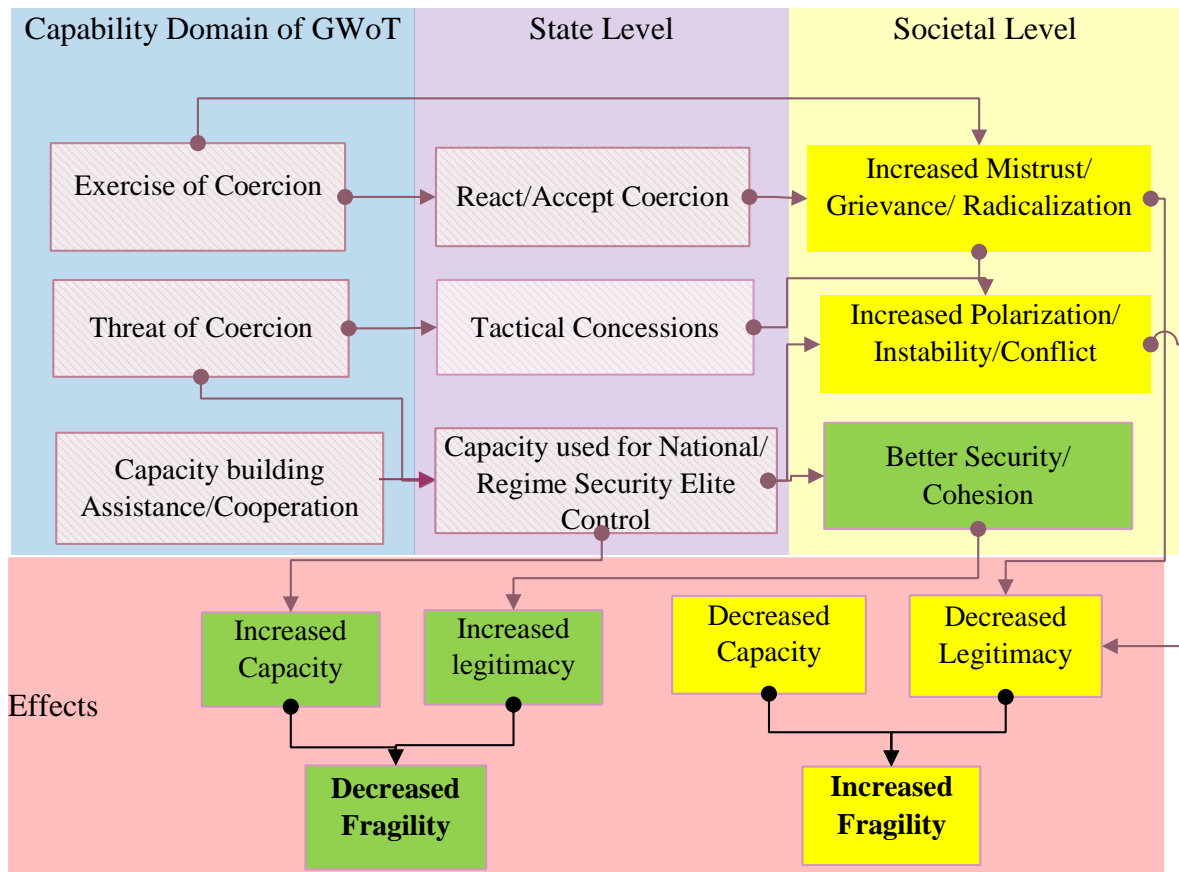 Capability Domain of GWoT
State Level
Societal Level
Exercise of Coercion
React/Accept Coercion
Increased Mistrust/
Grievance/ Radicalization
Threat of Coercion
Tactical Concessions
Increased Polarization/
Instability/Conflict
Capacity building
Assistance/Cooperation
Capacity used for National/
Regime Security Elite
Control
Better Security/
Cohesion
Effects
Increased
Capacity
Increased
legitimacy
Decreased
Capacity
Decreased
Legitimacy
Decreased
Fragility
Increased
Fragility